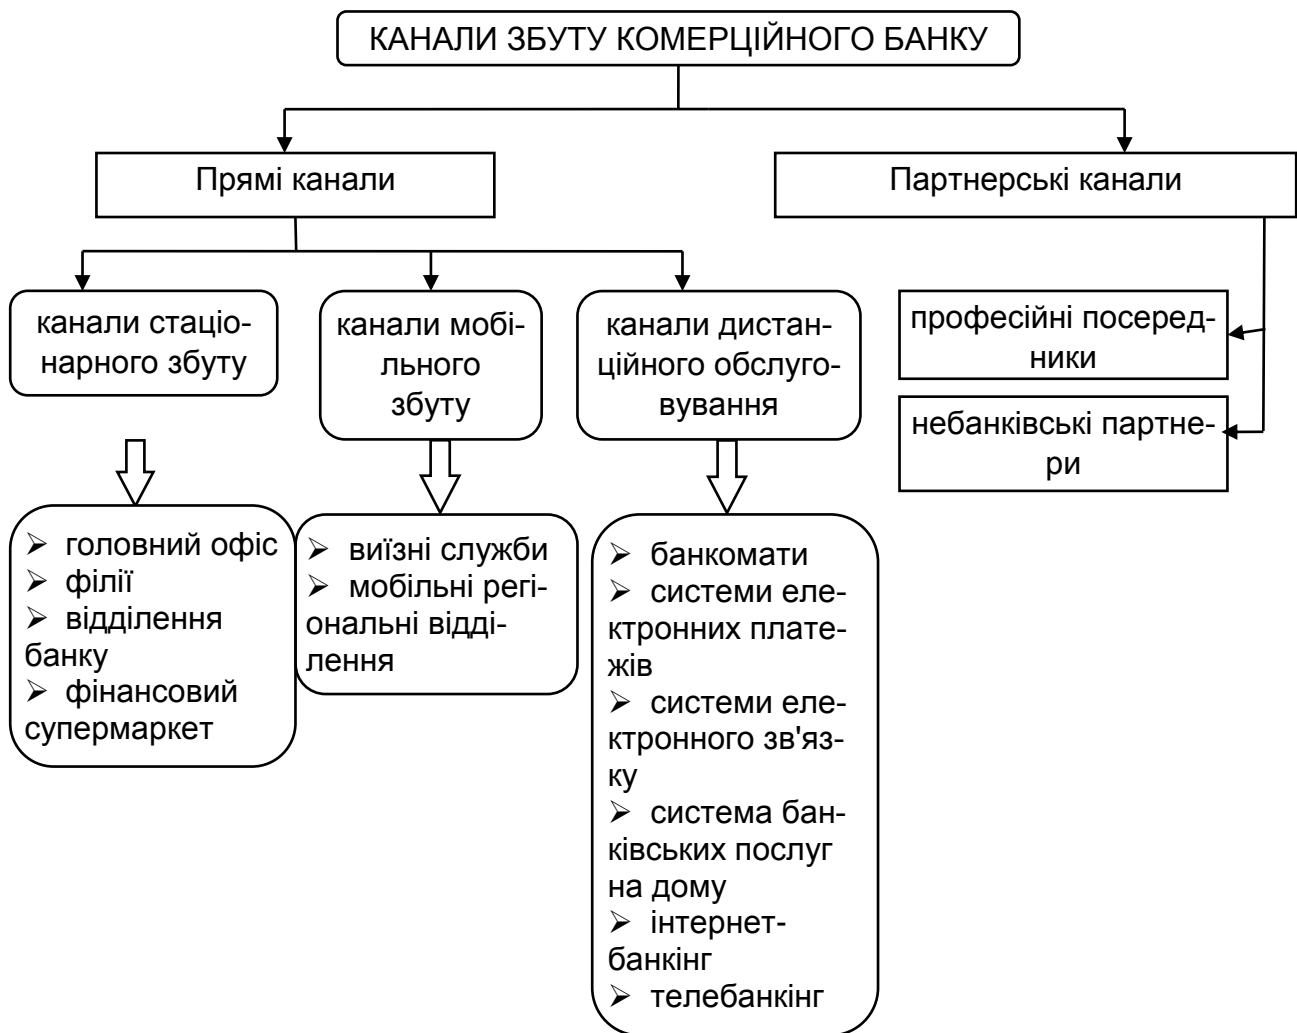 КАНАЛИ ЗБУТУ КОМЕРЦІЙНОГО БАНКУ
Прямі канали
Партнерські канали
канали стаціо-
нарного збуту
канали мобі-
льного
збуту
канали дистан-
ційного обслуго-
вування
професійні посеред-
ники
небанківські партне-
ри
➢ головний офіс
➢ філії
➢ відділення
банку
➢ фінансовий
супермаркет
➢ виїзні служби
➢ мобільні регі-
ональні відді-
лення
➢ банкомати
➢ системи еле-
ктронних плате-
жів
➢ системи еле-
ктронного зв'яз-
ку
➢ система бан-
ківських послуг
на дому
➢ інтернет-
банкінг
➢ телебанкінг